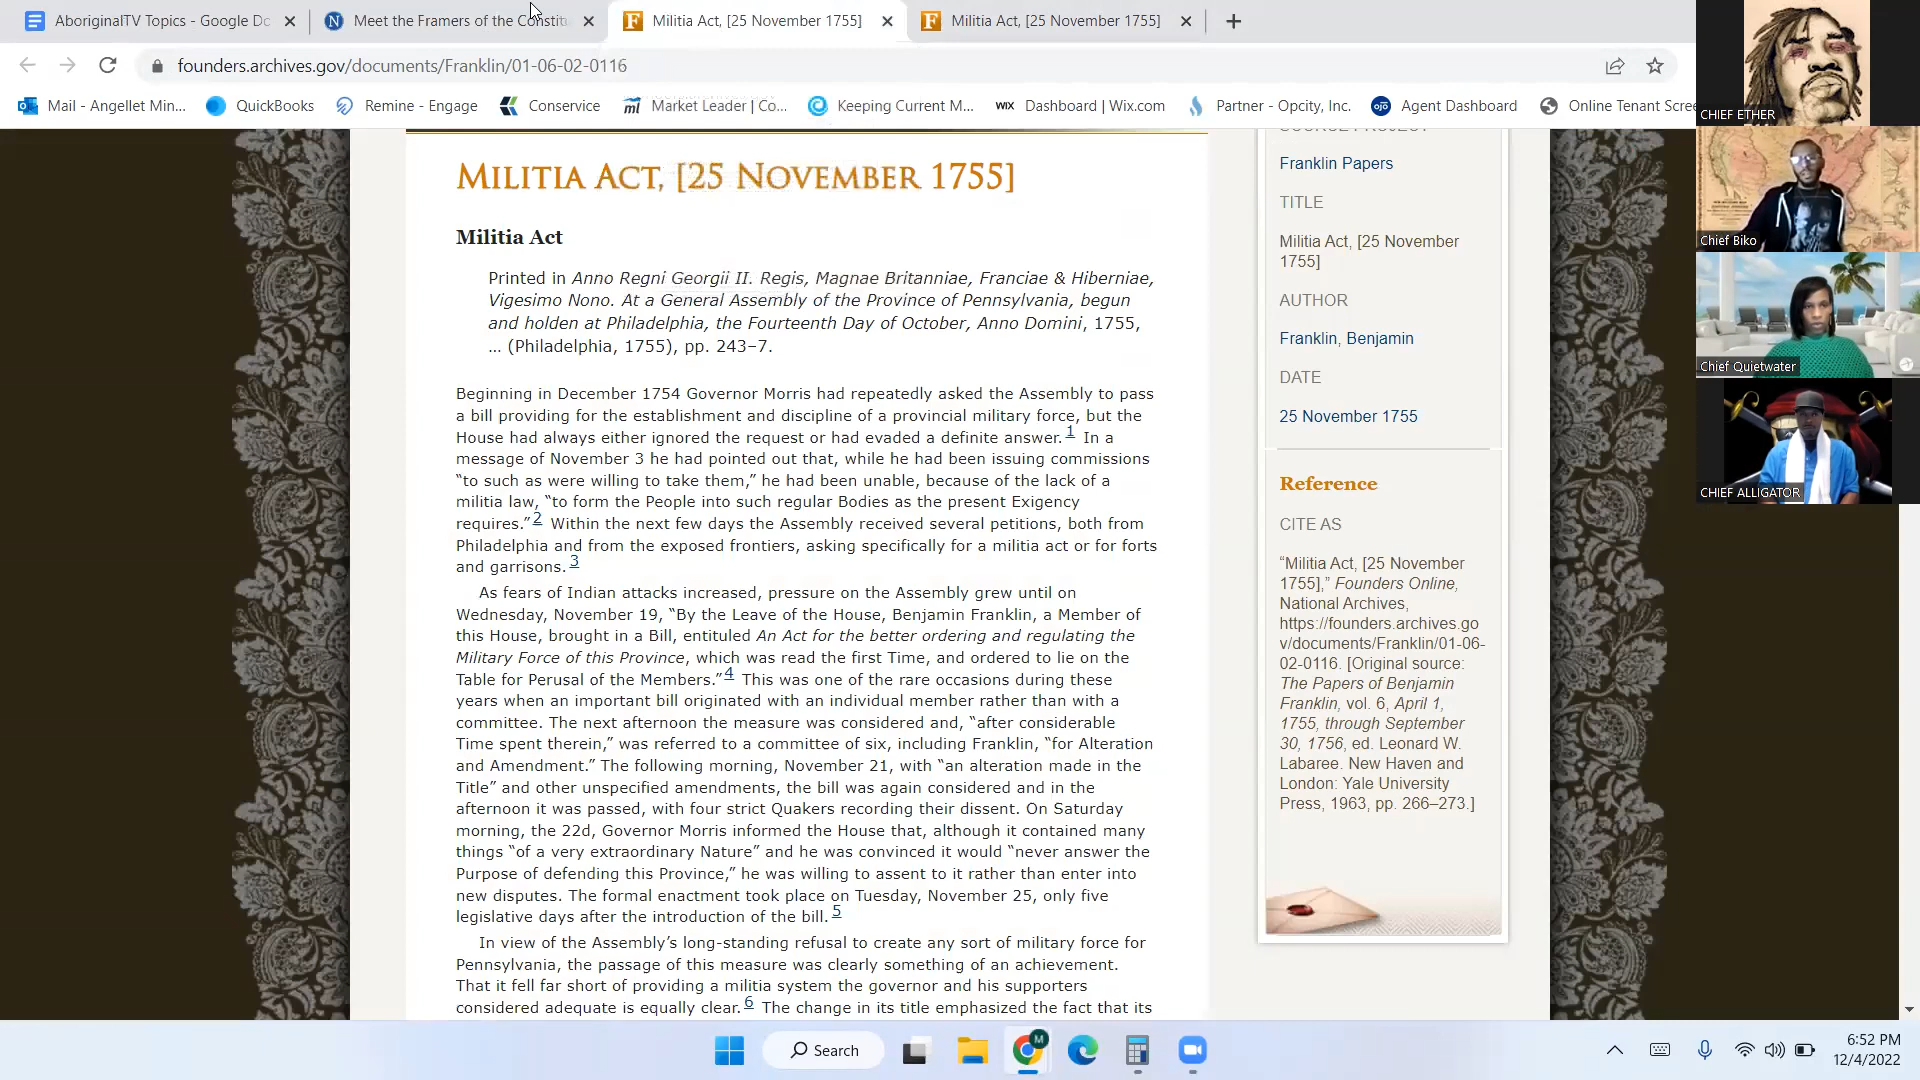 AboriginalTV Topics - Google Dc
Meet the Framers of the Constitu
Militia Act, [25 November 1755]
Militia Act, [25 November 1755]
founders.archives.gov/documents/Franklin/01-06-02-0116
Mail - Angellet Min...
QuickBooks
Remine - Engage
Conservice
Market Leader | Co...
Keeping Current M...
WIX Dashboard | Wix.com
Partner - Opcity, Inc.
ojo Agent Dashboard
Online Tenant Scre
CHIEF ETHER
Chief Biko
Chief Quietwater
CHIEF ALLIGATOR
MILITIA ACT, [25 NOVEMBER 1755]
Militia Act
Printed in Anno Regni Georgii II. Regis, Magnae Britanniae, Franciae & Hiberniae,
Vigesimo Nono. At a General Assembly of the Province of Pennsylvania, begun
and holden at Philadelphia, the Fourteenth Day of October, Anno Domini, 1755,
... (Philadelphia, 1755), pp. 243–7.
Beginning in December 1754 Governor Morris had repeatedly asked the Assembly to pass
a bill providing for the establishment and discipline of a provincial military force, but the
House had always either ignored the request or had evaded a definite answer.1 In a
message of November 3 he had pointed out that, while he had been issuing commissions
“to such as were willing to take them,” he had been unable, because of the lack of a
militia law, “to form the People into such regular Bodies as the present Exigency
requires.”2 Within the next few days the Assembly received several petitions, both from
Philadelphia and from the exposed frontiers, asking specifically for a militia act or for forts
and garrisons.3
As fears of Indian attacks increased, pressure on the Assembly grew until on
Wednesday, November 19, “By the Leave of the House, Benjamin Franklin, a Member of
this House, brought in a Bill, entituled An Act for the better ordering and regulating the
Military Force of this Province, which was read the first Time, and ordered to lie on the
Table for Perusal of the Members.”4 This was one of the rare occasions during these
years when an important bill originated with an individual member rather than with a
committee. The next afternoon the measure was considered and, “after considerable
Time spent therein,” was referred to a committee of six, including Franklin, “for Alteration
and Amendment.” The following morning, November 21, with “an alteration made in the
Title” and other unspecified amendments, the bill was again considered and in the
afternoon it was passed, with four strict Quakers recording their dissent. On Saturday
morning, the 22d, Governor Morris informed the House that, although it contained many
things “of a very extraordinary Nature” and he was convinced it would “never answer the
Purpose of defending this Province,” he was willing to assent to it rather than enter into
new disputes. The formal enactment took place on Tuesday, November 25, only five
legislative days after the introduction of the bill.5
In view of the Assembly’s long-standing refusal to create any sort of military force for
Pennsylvania, the passage of this measure was clearly something of an achievement.
That it fell far short of providing a militia system the governor and his supporters
considered adequate is equally clear.6 The change in its title emphasized the fact that its
SOURCE PROJECT
Franklin Papers
TITLE
Militia Act, [25 November
1755]
AUTHOR
Franklin, Benjamin
DATE
25 November 1755
Reference
CITE AS
“Militia Act, [25 November
1755],” Founders Online,
National Archives,
https://founders.archives.go
v/documents/Franklin/01-06-
02-0116. [Original source:
The Papers of Benjamin
Franklin, vol. 6, April 1,
1755, through September
30, 1756, ed. Leonard W.
Labaree. New Haven and
London: Yale University
Press, 1963, pp. 266–273.]
Search
6:52 PM
12/4/2022